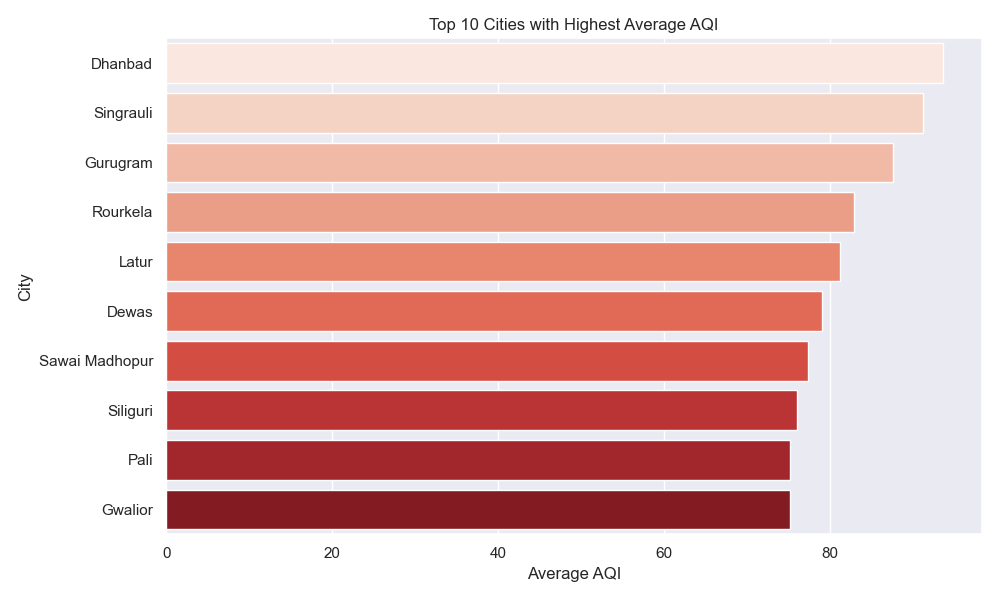 Top 10 Cities with Highest Average AQI
Dhanbad
Singrauli
Gurugram
Rourkela
Latur
Dewas
Sawai Madhopur
Siliguri
Pali
Gwalior
City
0 20 40 60 80
Average AQI